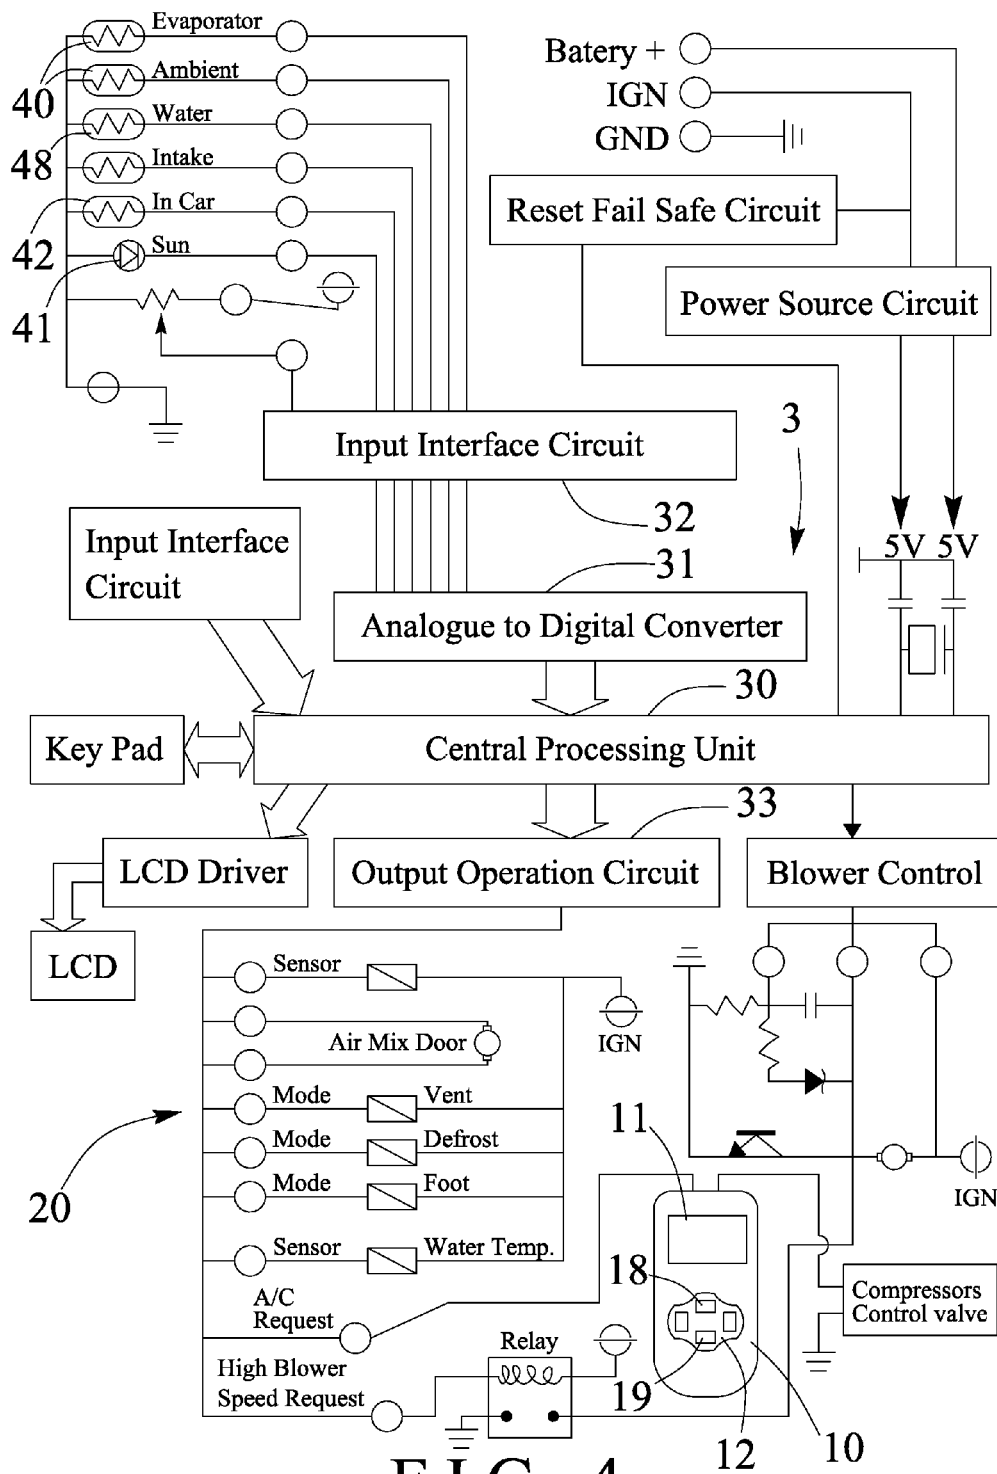 Evaporator
Ambient
Water
Intake
In Car
Sun
40
48
42
41
Batery +
IGN
GND
Reset Fail Safe Circuit
Power Source Circuit
Input Interface Circuit
32
3
5V 5V
Input Interface
Circuit
31
Analogue to Digital Converter
30
Key Pad
Central Processing Unit
33
LCD Driver
Output Operation Circuit
Blower Control
LCD
Sensor
IGN
Air Mix Door
Mode Vent
Mode Defrost
Mode Foot
Sensor Water Temp.
20
11
IGN
18
A/C
Request
Compressors
Control valve
Relay
High Blower
Speed Request
19
12
10
FIG. 4